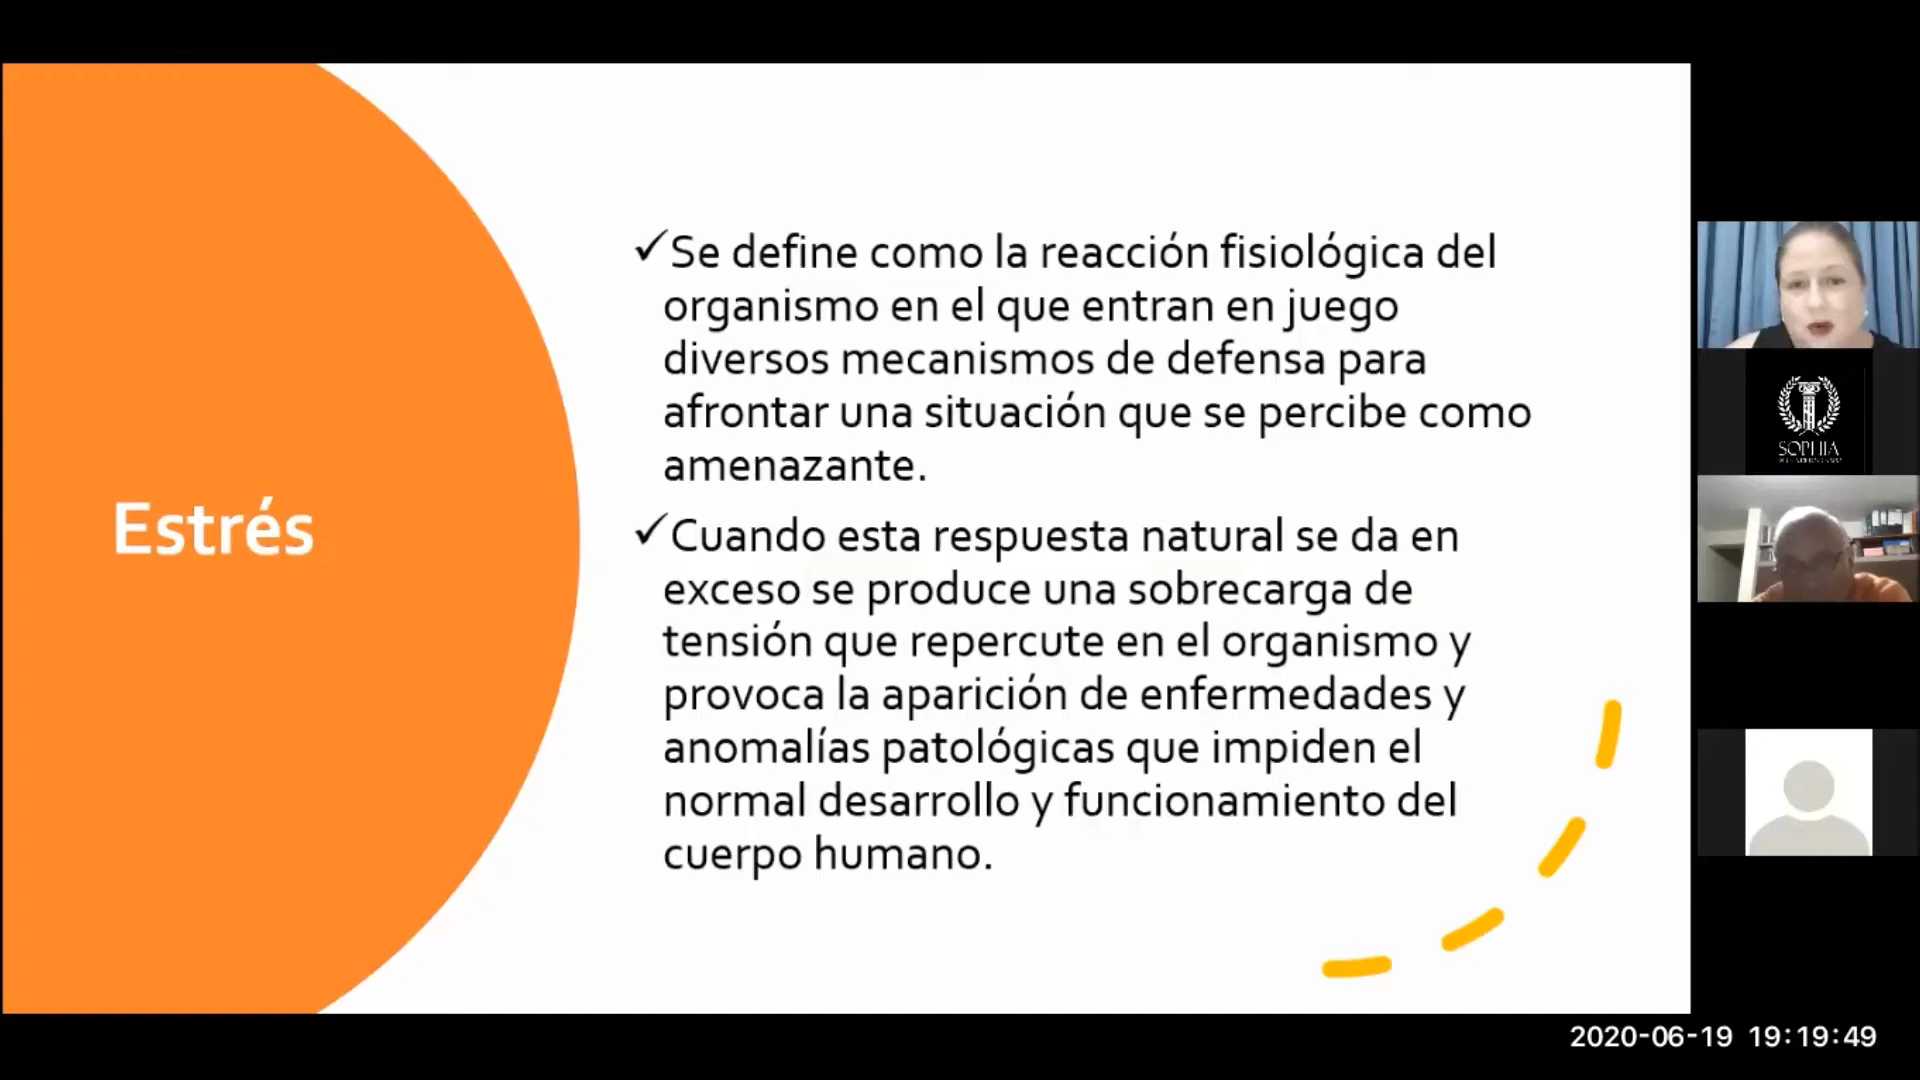 Estrés
✓Se define como la reacción fisiológica del
organismo en el que entran en juego
diversos mecanismos de defensa para
afrontar una situación que se percibe como
amenazante.
✓Cuando esta respuesta natural se da en
exceso se produce una sobrecarga de
tensión que repercute en el organismo y
provoca la aparición de enfermedades y
anomalías patológicas que impiden el
normal desarrollo y funcionamiento del
cuerpo humano.
SOPHIA
2020-06-19 19:19:49